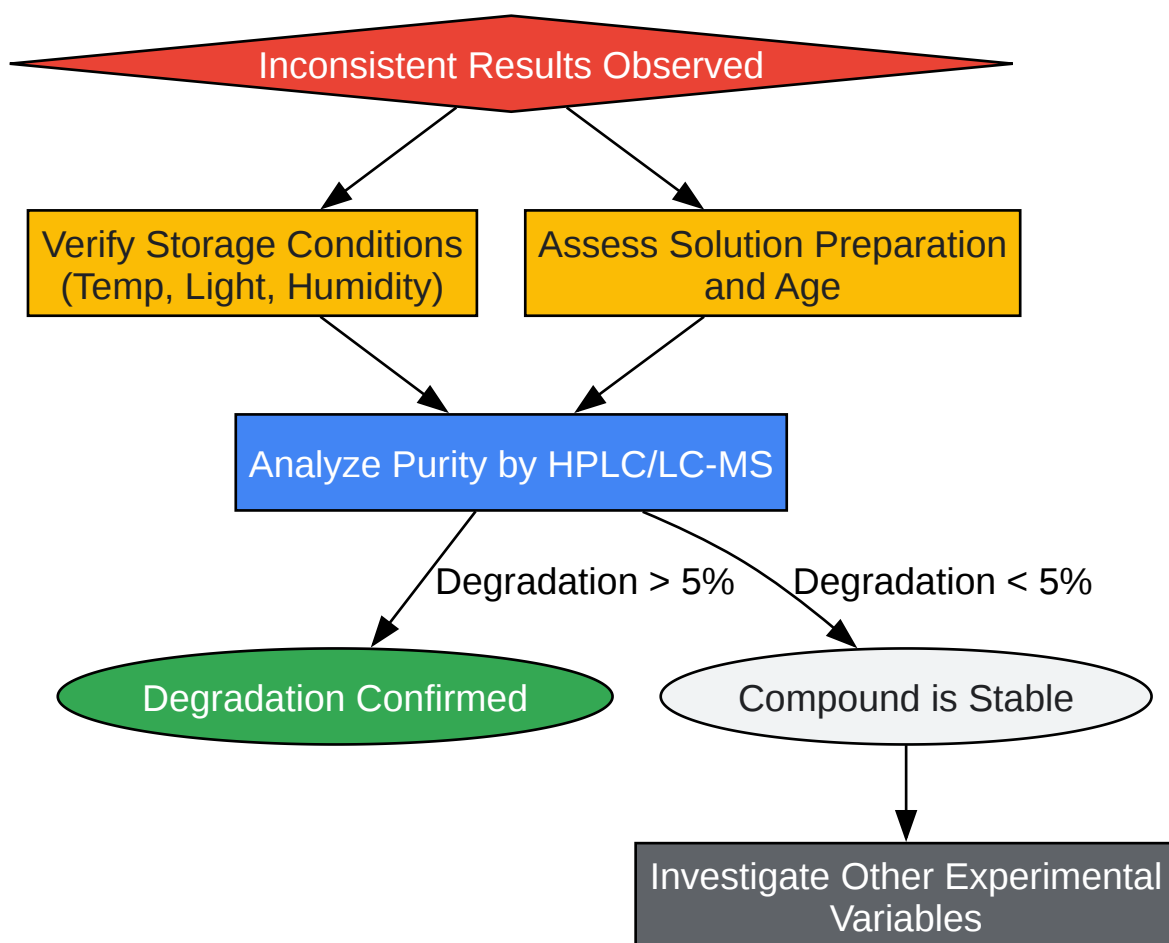 Inconsistent Results Observed
Verify Storage Conditions
(Temp, Light, Humidity)
Assess Solution Preparation
and Age
Analyze Purity by HPLC/LC-MS
Degradation > 5%
Degradation < 5%
Degradation Confirmed
Compound is Stable
Investigate Other Experimental
Variables